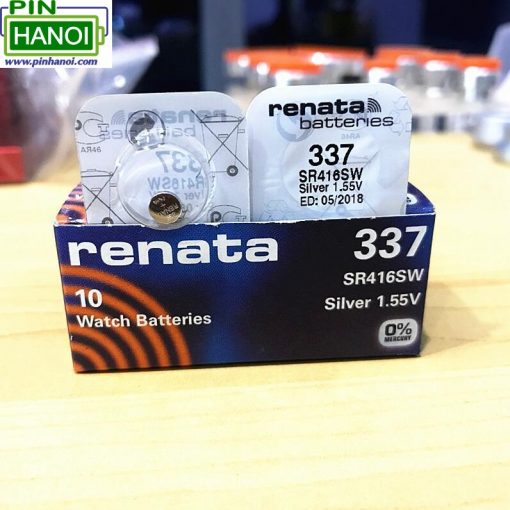 PIN
HANOI
www.pinhanoi.com
337
SR416SW
renata
batteries
337
SR416SW
Silver 1.55V
ED: 05/2018
renata
337
SR416SW
Silver 1.55V
10
Watch Batteries
0%
MERCURY